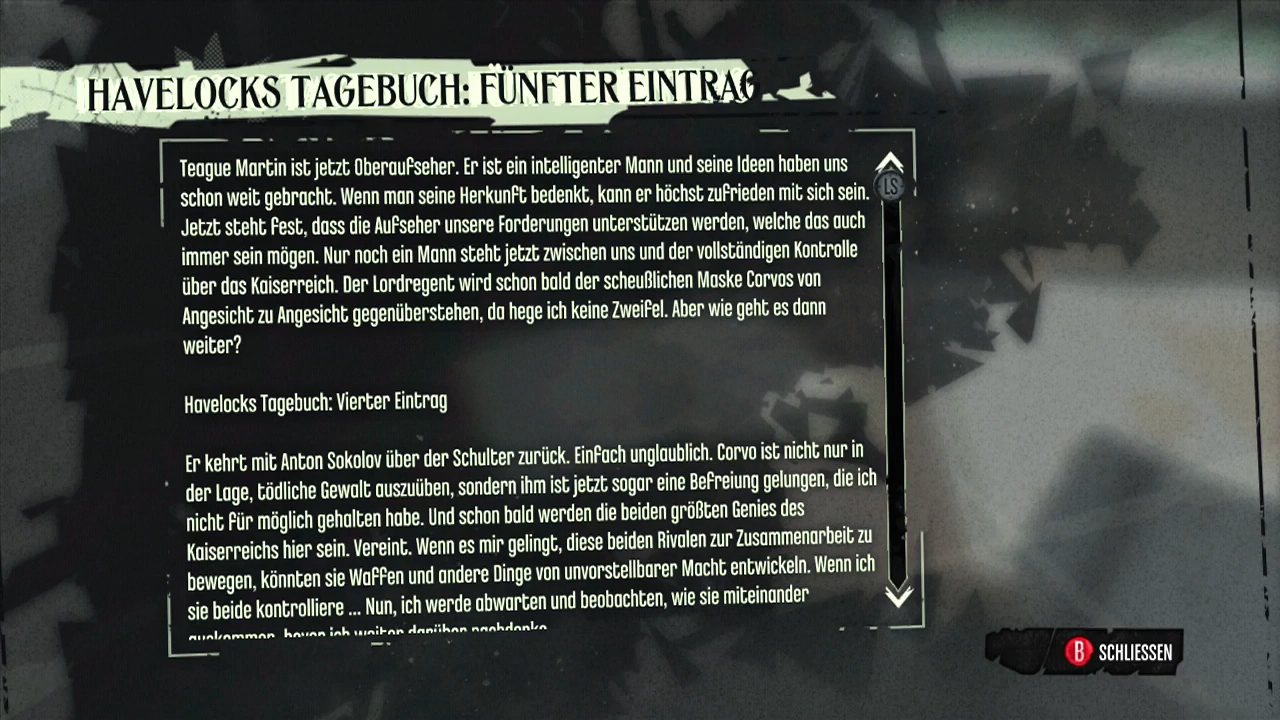 HAVELOCKS TAGEBUCH: FÜNFTER EINTRAG
Teague Martin ist jetzt Oberaufseher. Er ist ein intelligenter Mann und seine Ideen haben uns
schon weit gebracht. Wenn man seine Herkunft bedenkt, kann er höchst zufrieden mit sich sein.
Jetzt steht fest, dass die Aufseher unsere Forderungen unterstützen werden, welche das auch
immer sein mögen. Nur noch ein Mann steht jetzt zwischen uns und der vollständigen Kontrolle
über das Kaiserreich. Der Lordregent wird schon bald der scheußlichen Maske Corvos von
Angesicht zu Angesicht gegenüberstehen, da hege ich keine Zweifel. Aber wie geht es dann
weiter?
Havelocks Tagebuch: Vierter Eintrag
Er kehrt mit Anton Sokolov über der Schulter zurück. Einfach unglaublich. Corvo ist nicht nur in
der Lage, tödliche Gewalt auszuüben, sondern ihm ist jetzt sogar eine Befreiung gelungen, die ich
nicht für möglich gehalten habe. Und schon bald werden die beiden größten Genies des
Kaiserreichs hier sein. Vereint. Wenn es mir gelingt, diese beiden Rivalen zur Zusammenarbeit zu
bewegen, könnten sie Waffen und andere Dinge von unvorstellbarer Macht entwickeln. Wenn ich
sie beide kontrolliere ... Nun, ich werde abwarten und beobachten, wie sie miteinander
auskommen, bevor ich weiter darüber nachdenke.
LS
B SCHLIESSEN